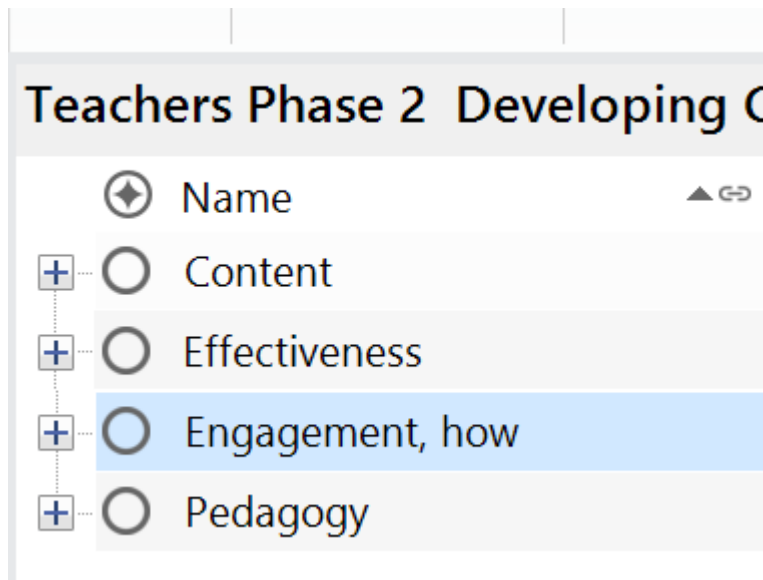 Teachers Phase 2 Developing
Name
Content
Effectiveness
Engagement, how
Pedagogy